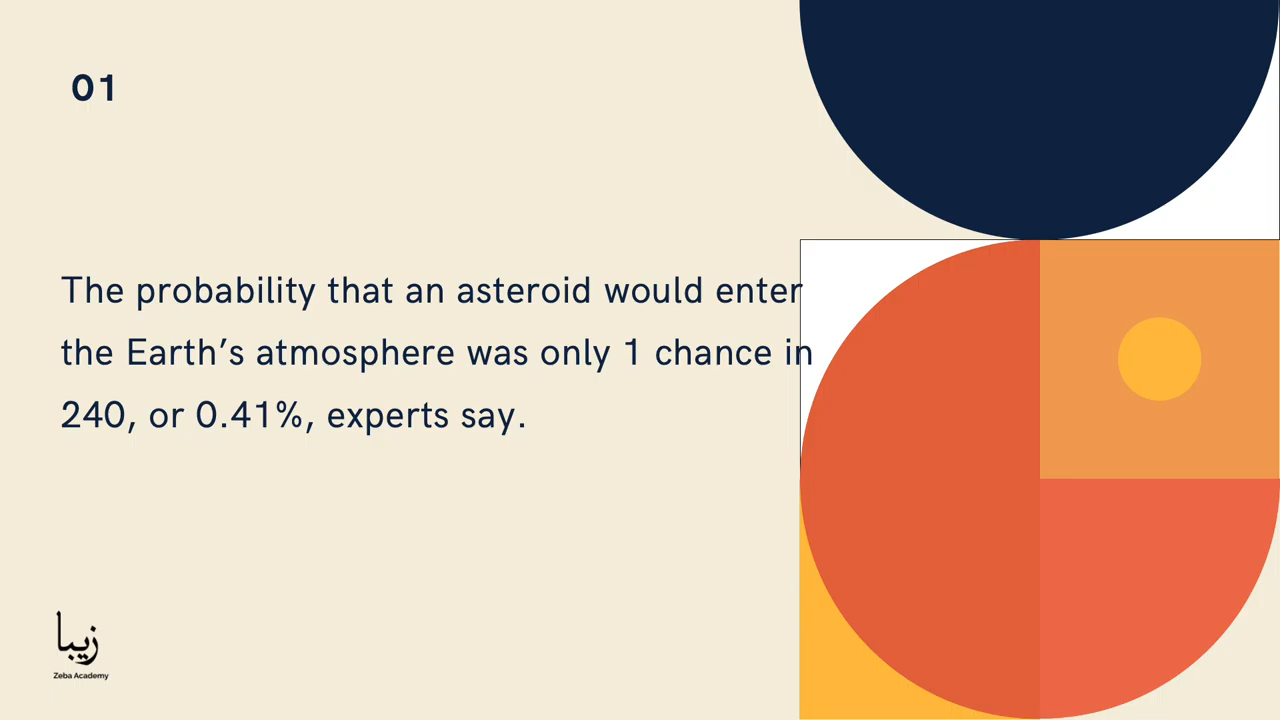 01
The probability that an asteroid would enter
the Earth’s atmosphere was only 1 chance in
240, or 0.41%, experts say.
زیبا
Zeba Academy